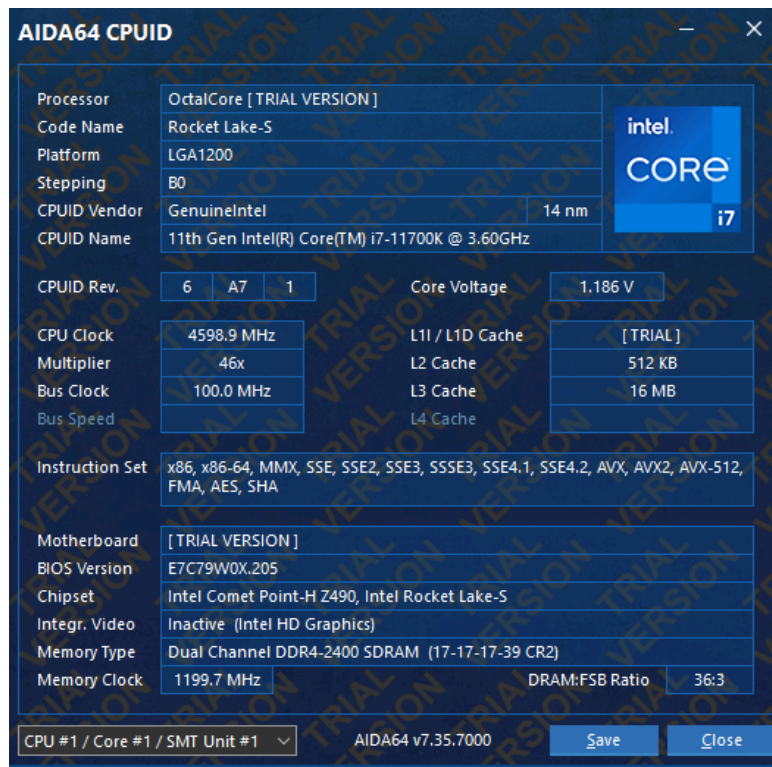 AIDA64 CPUID
Processor OctalCore [ TRIAL VERSION ]
Code Name Rocket Lake-S
Platform LGA1200
Stepping B0
CPUID Vendor GenuineIntel 14 nm
CPUID Name 11th Gen Intel(R) Core(TM) i7-11700K @ 3.60GHz
intel.
CORE
i7
CPUID Rev. 6 A7 1 Core Voltage 1.186 V
CPU Clock 4598.9 MHz L1I / L1D Cache [ TRIAL ]
Multiplier 46x L2 Cache 512 KB
Bus Clock 100.0 MHz L3 Cache 16 MB
Bus Speed L4 Cache
Instruction Set x86, x86-64, MMX, SSE, SSE2, SSE3, SSSE3, SSE4.1, SSE4.2, AVX, AVX2, AVX-512,
FMA, AES, SHA
Motherboard [ TRIAL VERSION ]
BIOS Version E7C79W0X.205
Chipset Intel Comet Point-H Z490, Intel Rocket Lake-S
Integr. Video Inactive (Intel HD Graphics)
Memory Type Dual Channel DDR4-2400 SDRAM (17-17-17-39 CR2)
Memory Clock 1199.7 MHz DRAM:FSB Ratio 36:3
CPU #1 / Core #1 / SMT Unit #1 AIDA64 v7.35.7000 Save Close
TRIAL VERSION